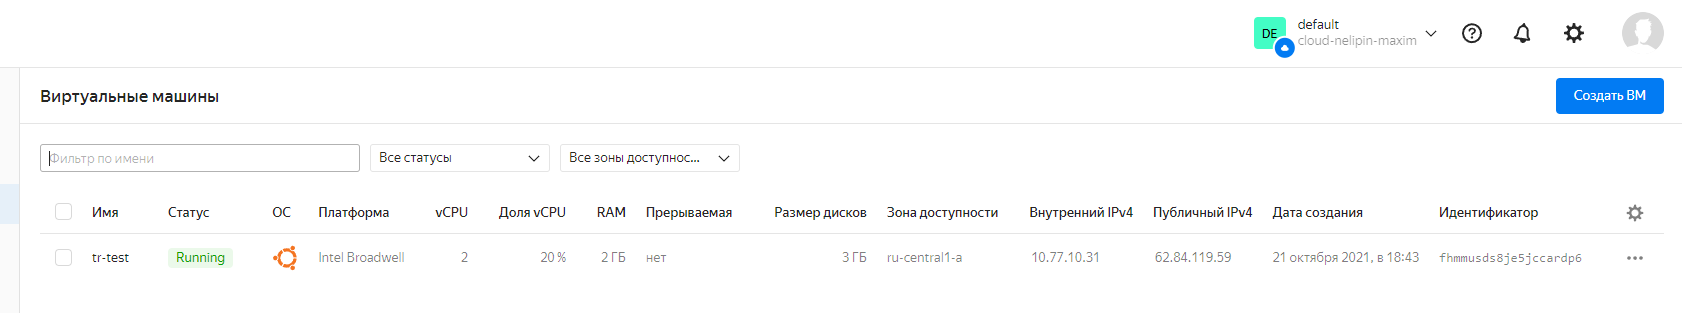 DE
default
cloud-nelipin-maxim
Виртуальные машины
Создать ВМ
Фильтр по имени
Все статусы
Все зоны доступнос...
Имя Статус ОС Платформа vCPU Доля vCPU RAM Прерываемая Размер дисков Зона доступности Внутренний IPv4 Публичный IPv4 Дата создания Идентификатор
tr-test Running Intel Broadwell 2 20 % 2 ГБ нет 3 ГБ ru-central1-a 10.77.10.31 62.84.119.59 21 октября 2021, в 18:43 fhmmusds8je5jccardp6